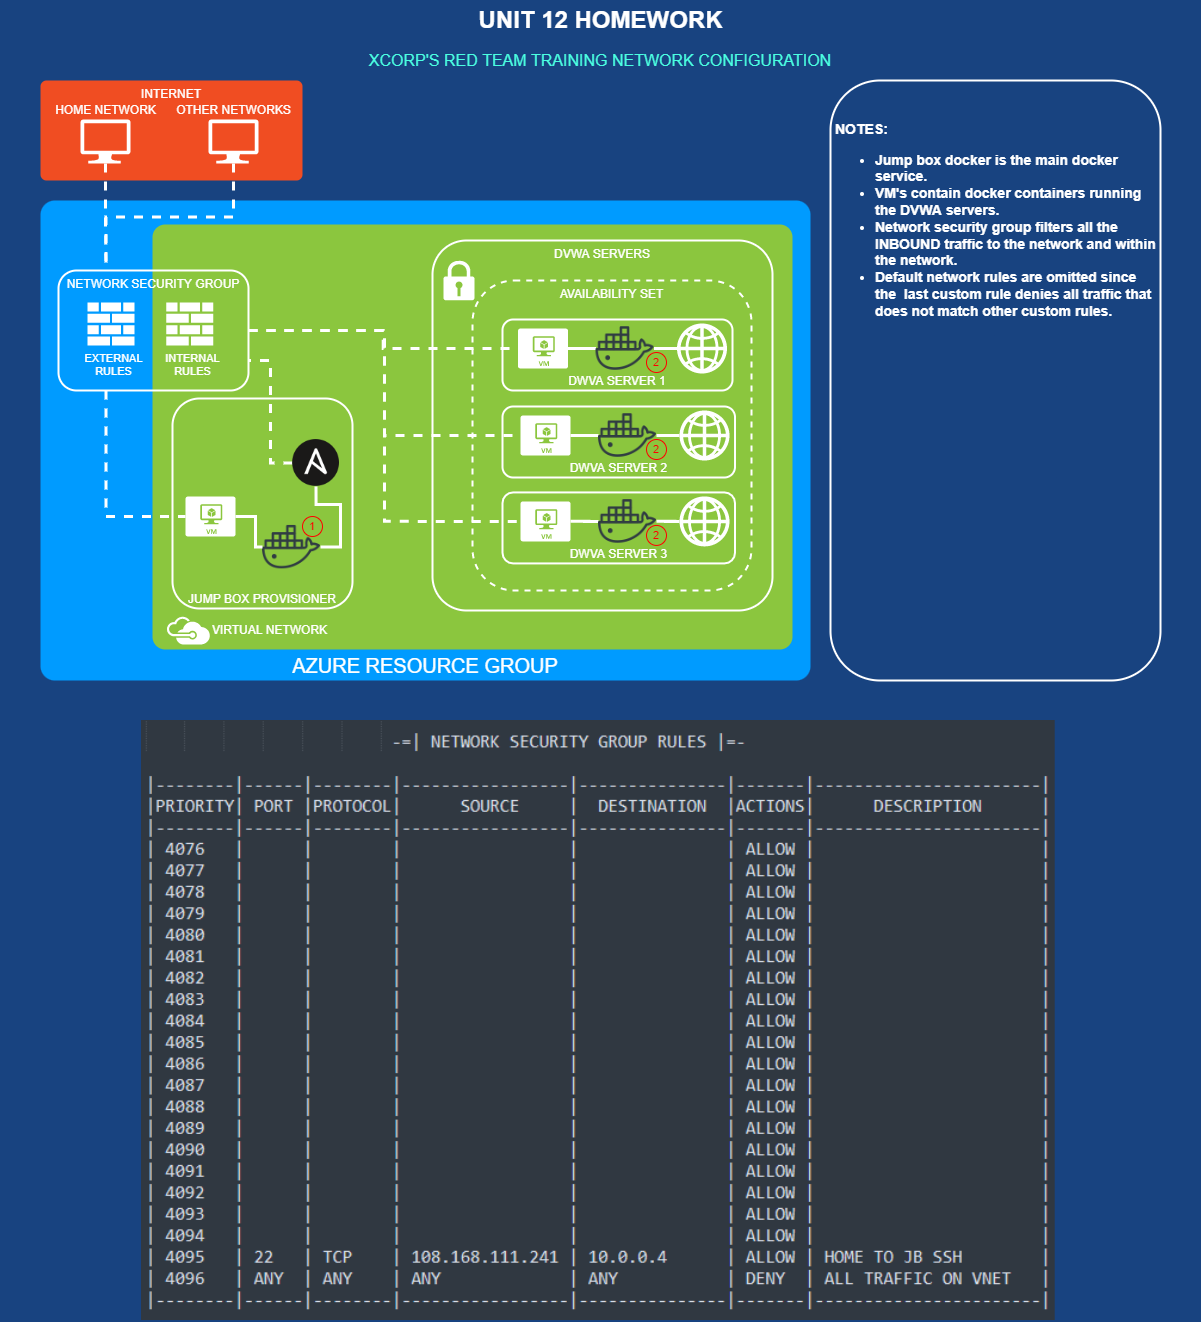 UNIT 12 HOMEWORK
XCORP'S RED TEAM TRAINING NETWORK CONFIGURATION
INTERNET
HOME NETWORK OTHER NETWORKS
NETWORK SECURITY GROUP
EXTERNAL RULES
INTERNAL RULES
DVWA SERVERS
AVAILABILITY SET
VM
2
DWVA SERVER 1
VM
2
DWVA SERVER 2
VM
2
DWVA SERVER 3
VM
1
JUMP BOX PROVISIONER
VIRTUAL NETWORK
AZURE RESOURCE GROUP
NOTES:
• Jump box docker is the main docker
service.
• VM's contain docker containers running
the DVWA servers.
• Network security group filters all the
INBOUND traffic to the network and within
the network.
• Default network rules are omitted since
the last custom rule denies all traffic that
does not match other custom rules.
-=| NETWORK SECURITY GROUP RULES |=-
|--------|------|--------|-----------------|---------------|-------|-----------------------|
|PRIORITY| PORT |PROTOCOL| SOURCE | DESTINATION |ACTIONS| DESCRIPTION |
|--------|------|--------|-----------------|---------------|-------|-----------------------|
| 4076 | | | | | ALLOW | |
| 4077 | | | | | ALLOW | |
| 4078 | | | | | ALLOW | |
| 4079 | | | | | ALLOW | |
| 4080 | | | | | ALLOW | |
| 4081 | | | | | ALLOW | |
| 4082 | | | | | ALLOW | |
| 4083 | | | | | ALLOW | |
| 4084 | | | | | ALLOW | |
| 4085 | | | | | ALLOW | |
| 4086 | | | | | ALLOW | |
| 4087 | | | | | ALLOW | |
| 4088 | | | | | ALLOW | |
| 4089 | | | | | ALLOW | |
| 4090 | | | | | ALLOW | |
| 4091 | | | | | ALLOW | |
| 4092 | | | | | ALLOW | |
| 4093 | | | | | ALLOW | |
| 4094 | | | | | ALLOW | |
| 4095 | 22 | TCP | 108.168.111.241 | 10.0.0.4 | ALLOW | HOME TO JB SSH |
| 4096 | ANY | ANY | ANY | ANY | DENY | ALL TRAFFIC ON VNET |
|--------|------|--------|-----------------|---------------|-------|-----------------------|